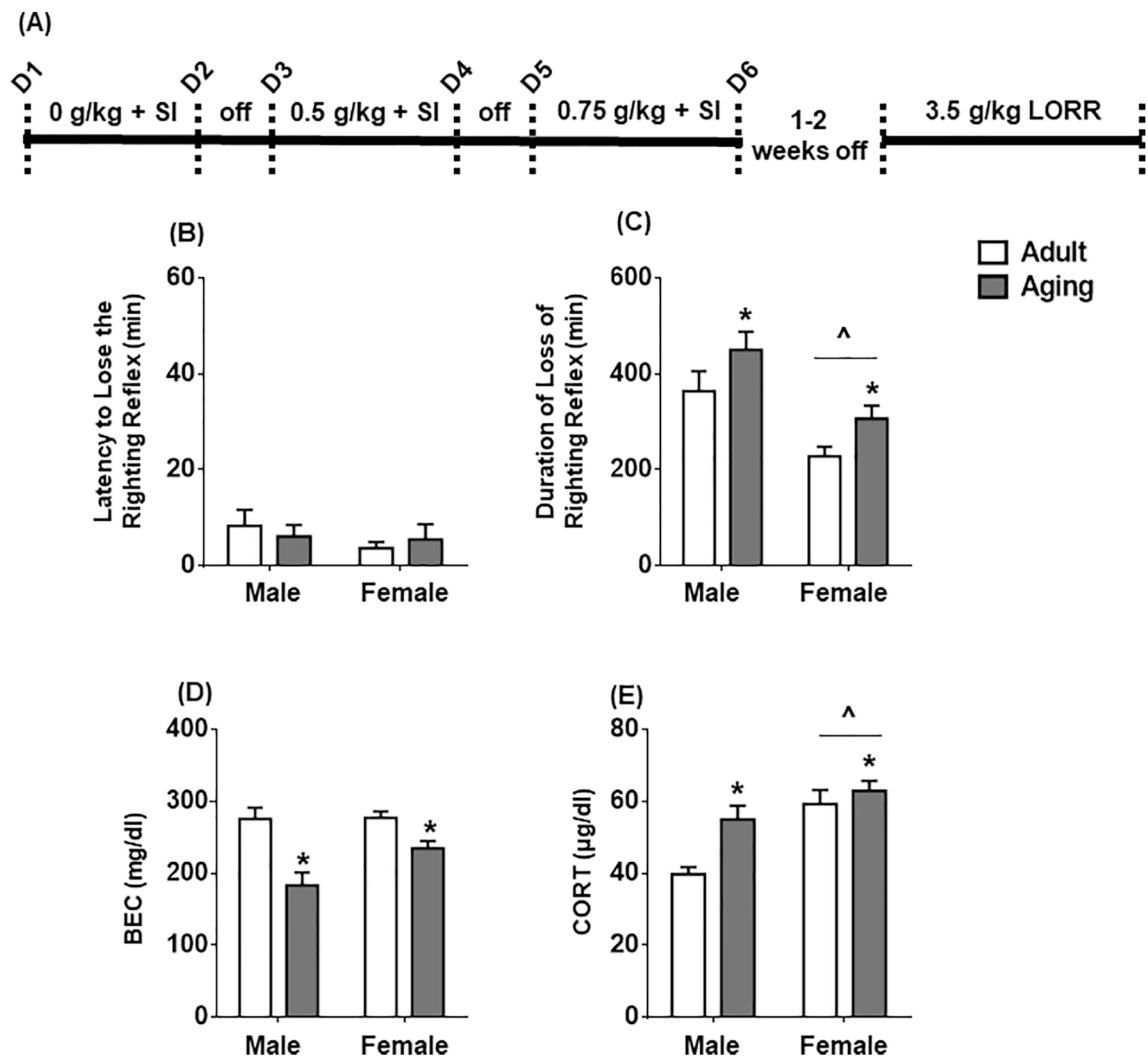 (A)
D1 D2 D3 D4 D5 D6
0 g/kg + SI off 0.5 g/kg + SI off 0.75 g/kg + SI 1-2 weeks off 3.5 g/kg LORR
(B)
Latency to Lose the
Righting Reflex (min)
60
40
20
0
Male Female
(C)
Duration of Loss of
Righting Reflex (min)
600
400
200
0
*
^
*
Male Female
Adult
Aging
(D)
BEC (mg/dl)
400
300
200
100
0
*
*
Male Female
(E)
CORT (µg/dl)
80
60
40
20
0
*
^
*
Male Female